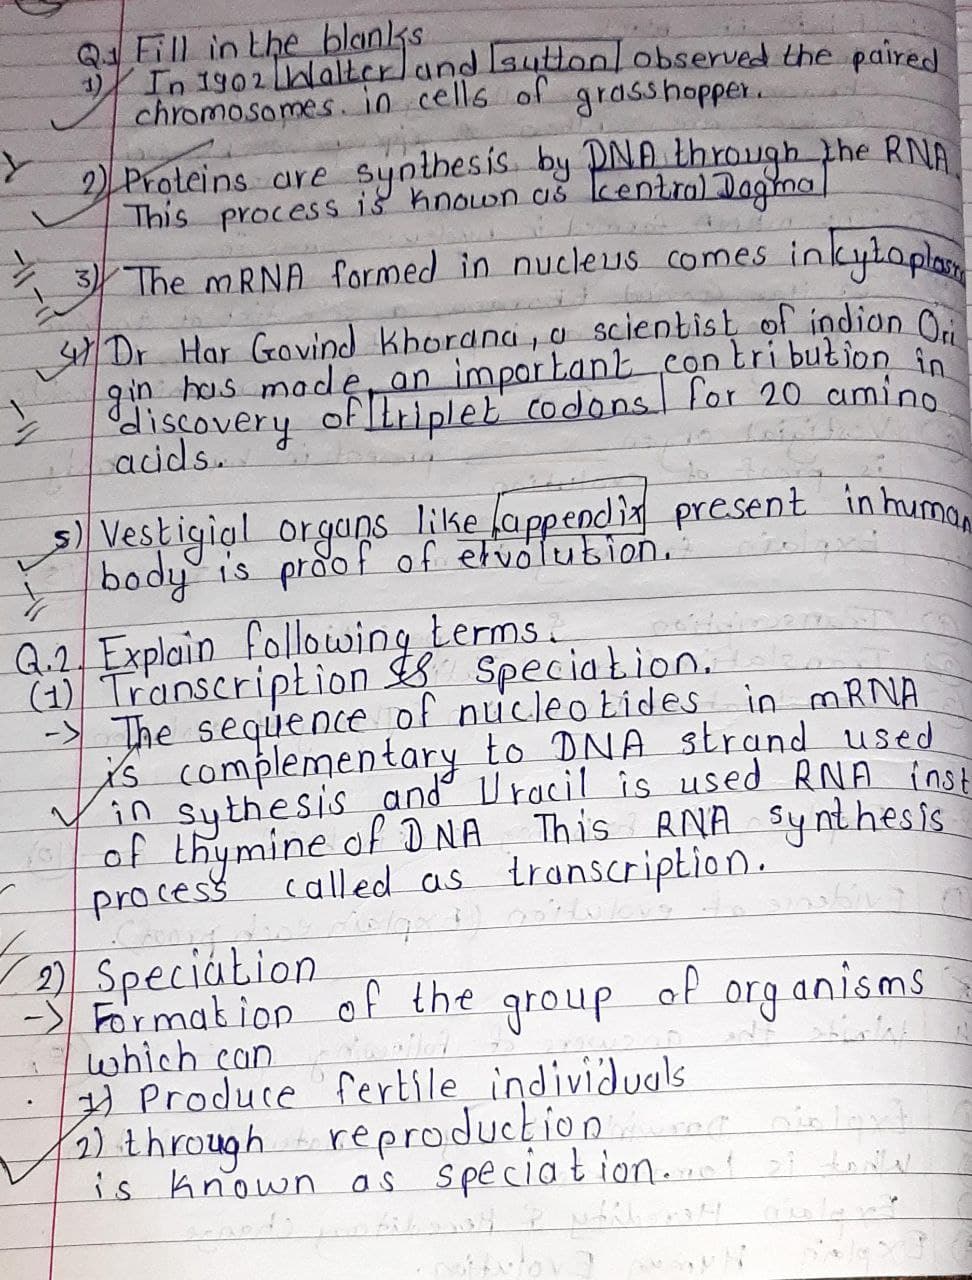 Q.1 Fill in the blanks
1) In 1902 Walter and sutton observed the paired
chromosomes. in cells of grasshopper.
2) Proteins are synthesis by DNA through the RNA.
This process is known as central Dogma
3) The mRNA formed in nucleus comes in kytoplasm
4) Dr Har Govind Khorana, a scientist of indian Ori
gin has made an important contribution in
discovery of triplet codons for 20 amino
acids.
5) Vestigial organs like appendix present in human
body is proof of evolution.
Q.2 Explain following terms.
(1) Transcription & speciation.
-> The sequence of nucleotides in mRNA
is complementary to DNA strand used
in sythesis and Uracil is used RNA inst
of thymine of DNA This RNA synthesis
process called as transcription.
2) Speciation
-> Formation of the group of organisms
which can
1) Produce fertile individuals
2) through reproduction
is known as speciation.